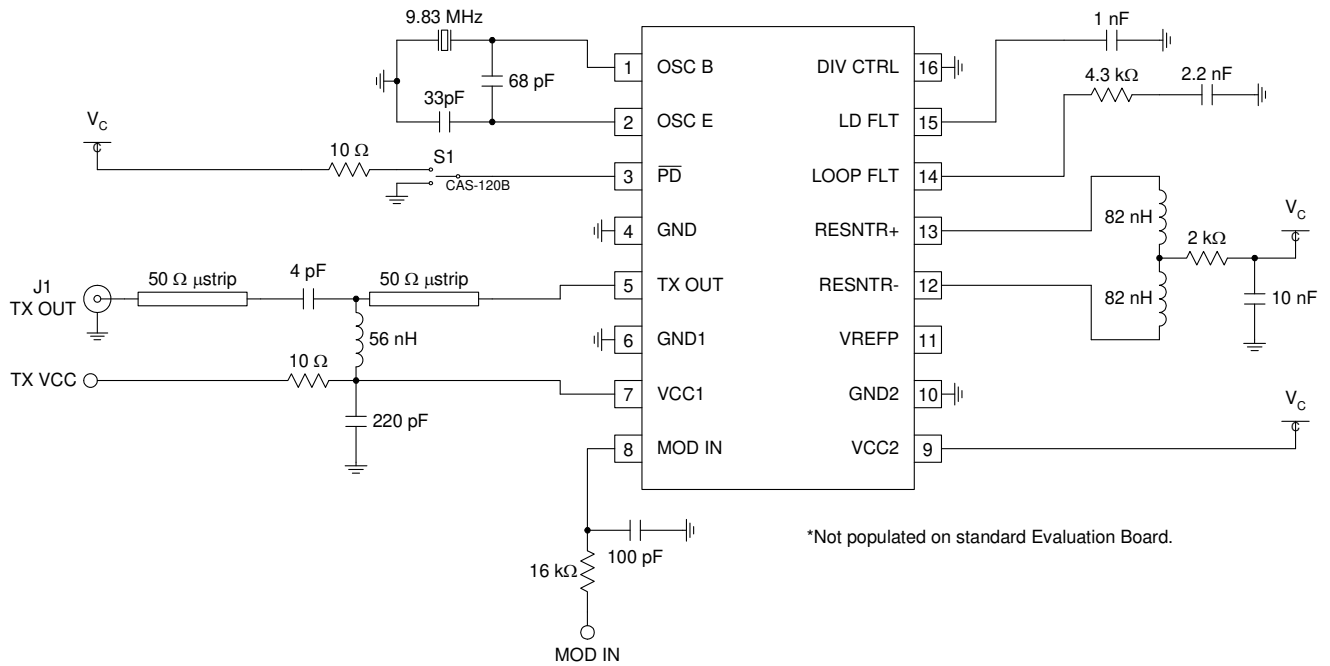 9.83 MHz
68 pF
33pF
V_C
C
10 Ω
S1
CAS-120B
J1
TX OUT
50 Ω µstrip
4 pF
50 Ω µstrip
56 nH
10 Ω
TX VCC
220 pF
1 OSC B
2 OSC E
3 P̅D̅
4 GND
5 TX OUT
6 GND1
7 VCC1
8 MOD IN
DIV CTRL 16
LD FLT 15
LOOP FLT 14
RESNTR+ 13
RESNTR- 12
VREFP 11
GND2 10
VCC2 9
1 nF
4.3 kΩ
2.2 nF
82 nH
82 nH
2 kΩ
V_C
C
10 nF
V_C
C
100 pF
16 kΩ
MOD IN
*Not populated on standard Evaluation Board.